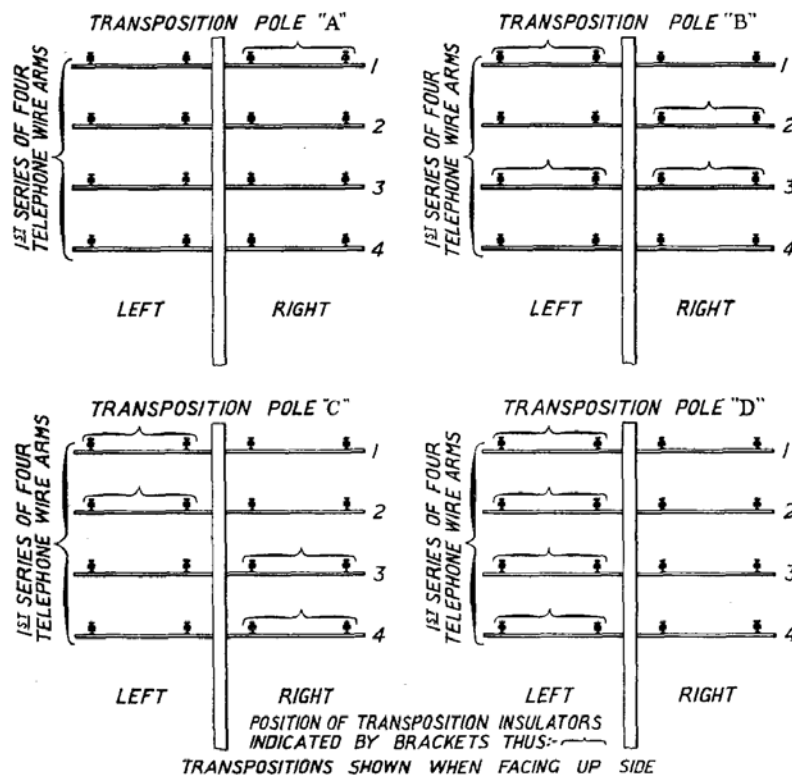 TRANSPOSITION POLE "A"
1ST SERIES OF FOUR
TELEPHONE WIRE ARMS
1
2
3
4
LEFT RIGHT
TRANSPOSITION POLE "B"
1ST SERIES OF FOUR
TELEPHONE WIRE ARMS
1
2
3
4
LEFT RIGHT
TRANSPOSITION POLE "C"
1ST SERIES OF FOUR
TELEPHONE WIRE ARMS
1
2
3
4
LEFT RIGHT
TRANSPOSITION POLE "D"
1ST SERIES OF FOUR
TELEPHONE WIRE ARMS
1
2
3
4
LEFT RIGHT
POSITION OF TRANSPOSITION INSULATORS
INDICATED BY BRACKETS THUS:-
TRANSPOSITIONS SHOWN WHEN FACING UP SIDE